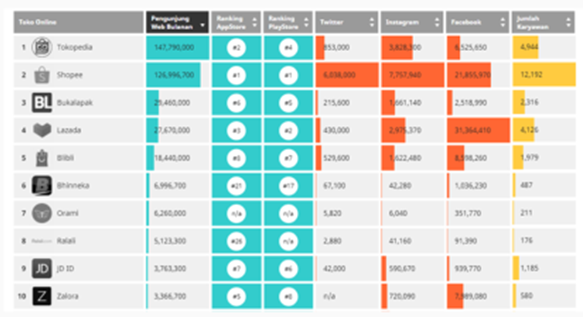 Toko Online Pengunjung Web Bulanan Ranking AppStore Ranking PlayStore Twitter Instagram Facebook Jumlah Karyawan
1 Tokopedia 147,790,000 #2 #4 853,000 3,828,300 6,525,650 4,944
2 Shopee 126,996,700 #1 #1 6,038,000 7,757,940 21,855,970 12,192
3 BL Bukalapak 29,460,000 #6 #5 215,600 1,661,140 2,518,990 2,316
4 Lazada 27,670,000 #3 #2 430,000 2,975,370 31,364,410 4,126
5 Blibli 18,440,000 #8 #7 529,600 1,622,480 8,598,260 1,979
6 Bhinneka 6,996,700 #21 #17 67,100 42,280 1,036,230 487
7 Orami 6,260,000 n/a n/a 5,820 6,040 351,770 211
8 Ralali 5,123,300 #26 n/a 2,880 41,160 91,390 176
9 JD JD ID 3,763,300 #7 #6 42,000 590,670 939,770 1,185
10 Z Zalora 3,366,700 #5 #8 n/a 720,090 7,989,080 580